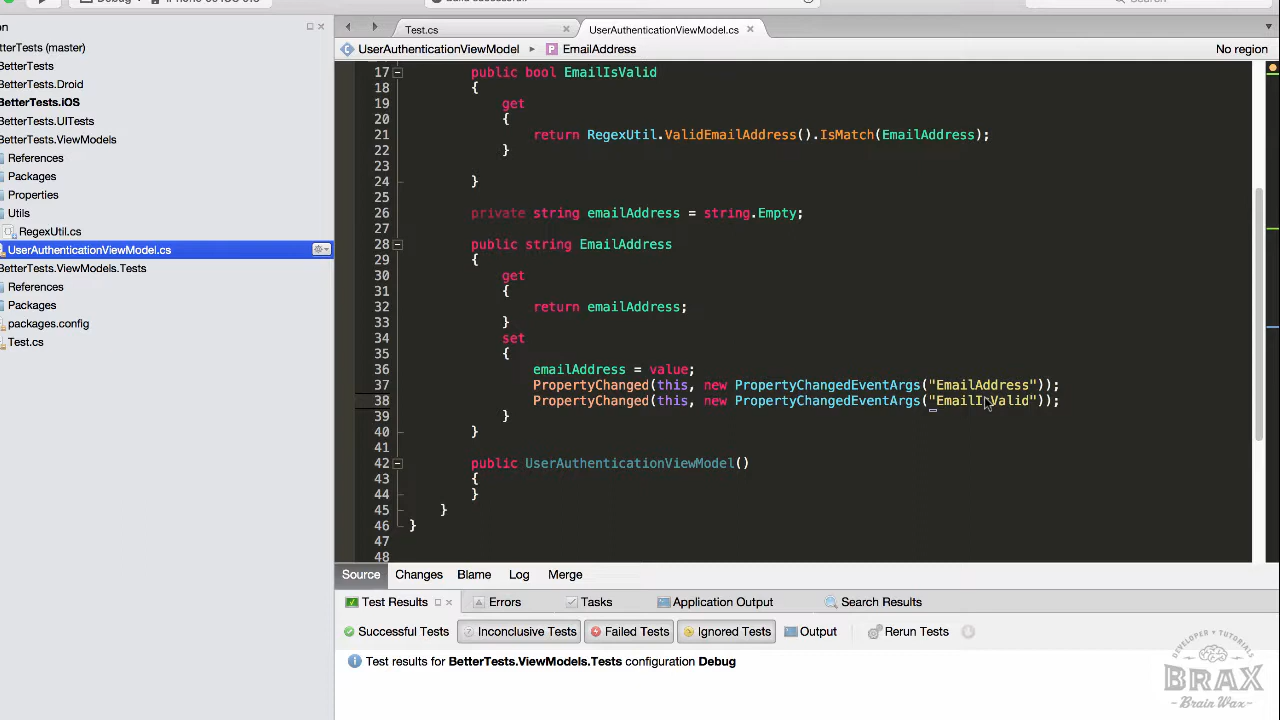 Debug
Search
on
Test.cs
UserAuthenticationViewModel.cs
tterTests (master)
UserAuthenticationViewModel
EmailAddress
No region
BetterTests
BetterTests.Droid
BetterTests.iOS
BetterTests.UITests
BetterTests.ViewModels
References
Packages
Properties
Utils
RegexUtil.cs
UserAuthenticationViewModel.cs
BetterTests.ViewModels.Tests
References
Packages
packages.config
Test.cs
17 public bool EmailIsValid
18 {
19 get
20 {
21 return RegexUtil.ValidEmailAddress().IsMatch(EmailAddress);
22 }
23
24 }
25
26 private string emailAddress = string.Empty;
27
28 public string EmailAddress
29 {
30 get
31 {
32 return emailAddress;
33 }
34 set
35 {
36 emailAddress = value;
37 PropertyChanged(this, new PropertyChangedEventArgs("EmailAddress"));
38 PropertyChanged(this, new PropertyChangedEventArgs("EmailIsValid"));
39 }
40 }
41
42 public UserAuthenticationViewModel()
43 {
44 }
45 }
46 }
47
48
Source Changes Blame Log Merge
Test Results Errors Tasks Application Output Search Results
Successful Tests Inconclusive Tests Failed Tests Ignored Tests Output Rerun Tests
Test results for BetterTests.ViewModels.Tests configuration Debug
DEVELOPER TUTORIALS
BRAX
Brain Wax